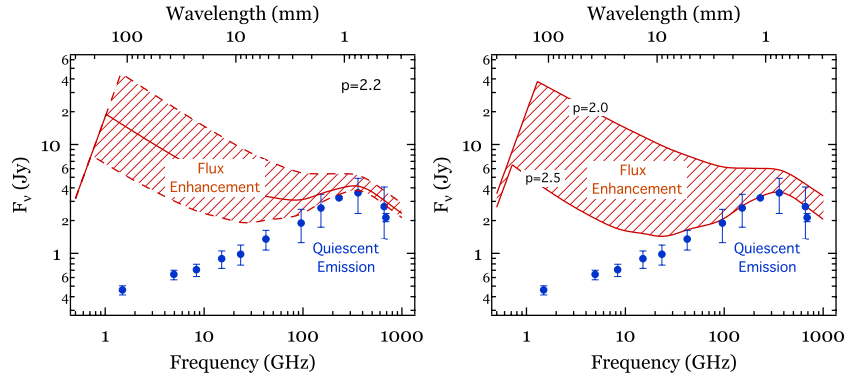 Wavelength (mm)
100 10 1
6
4
2
10
6
4
2
1
6
4
F_ν (Jy)
p=2.2
Flux
Enhancement
Quiescent
Emission
1 10 100 1000
Frequency (GHz)
Wavelength (mm)
100 10 1
6
4
2
10
6
4
2
1
6
4
F_ν (Jy)
p=2.0
p=2.5
Flux
Enhancement
Quiescent
Emission
1 10 100 1000
Frequency (GHz)